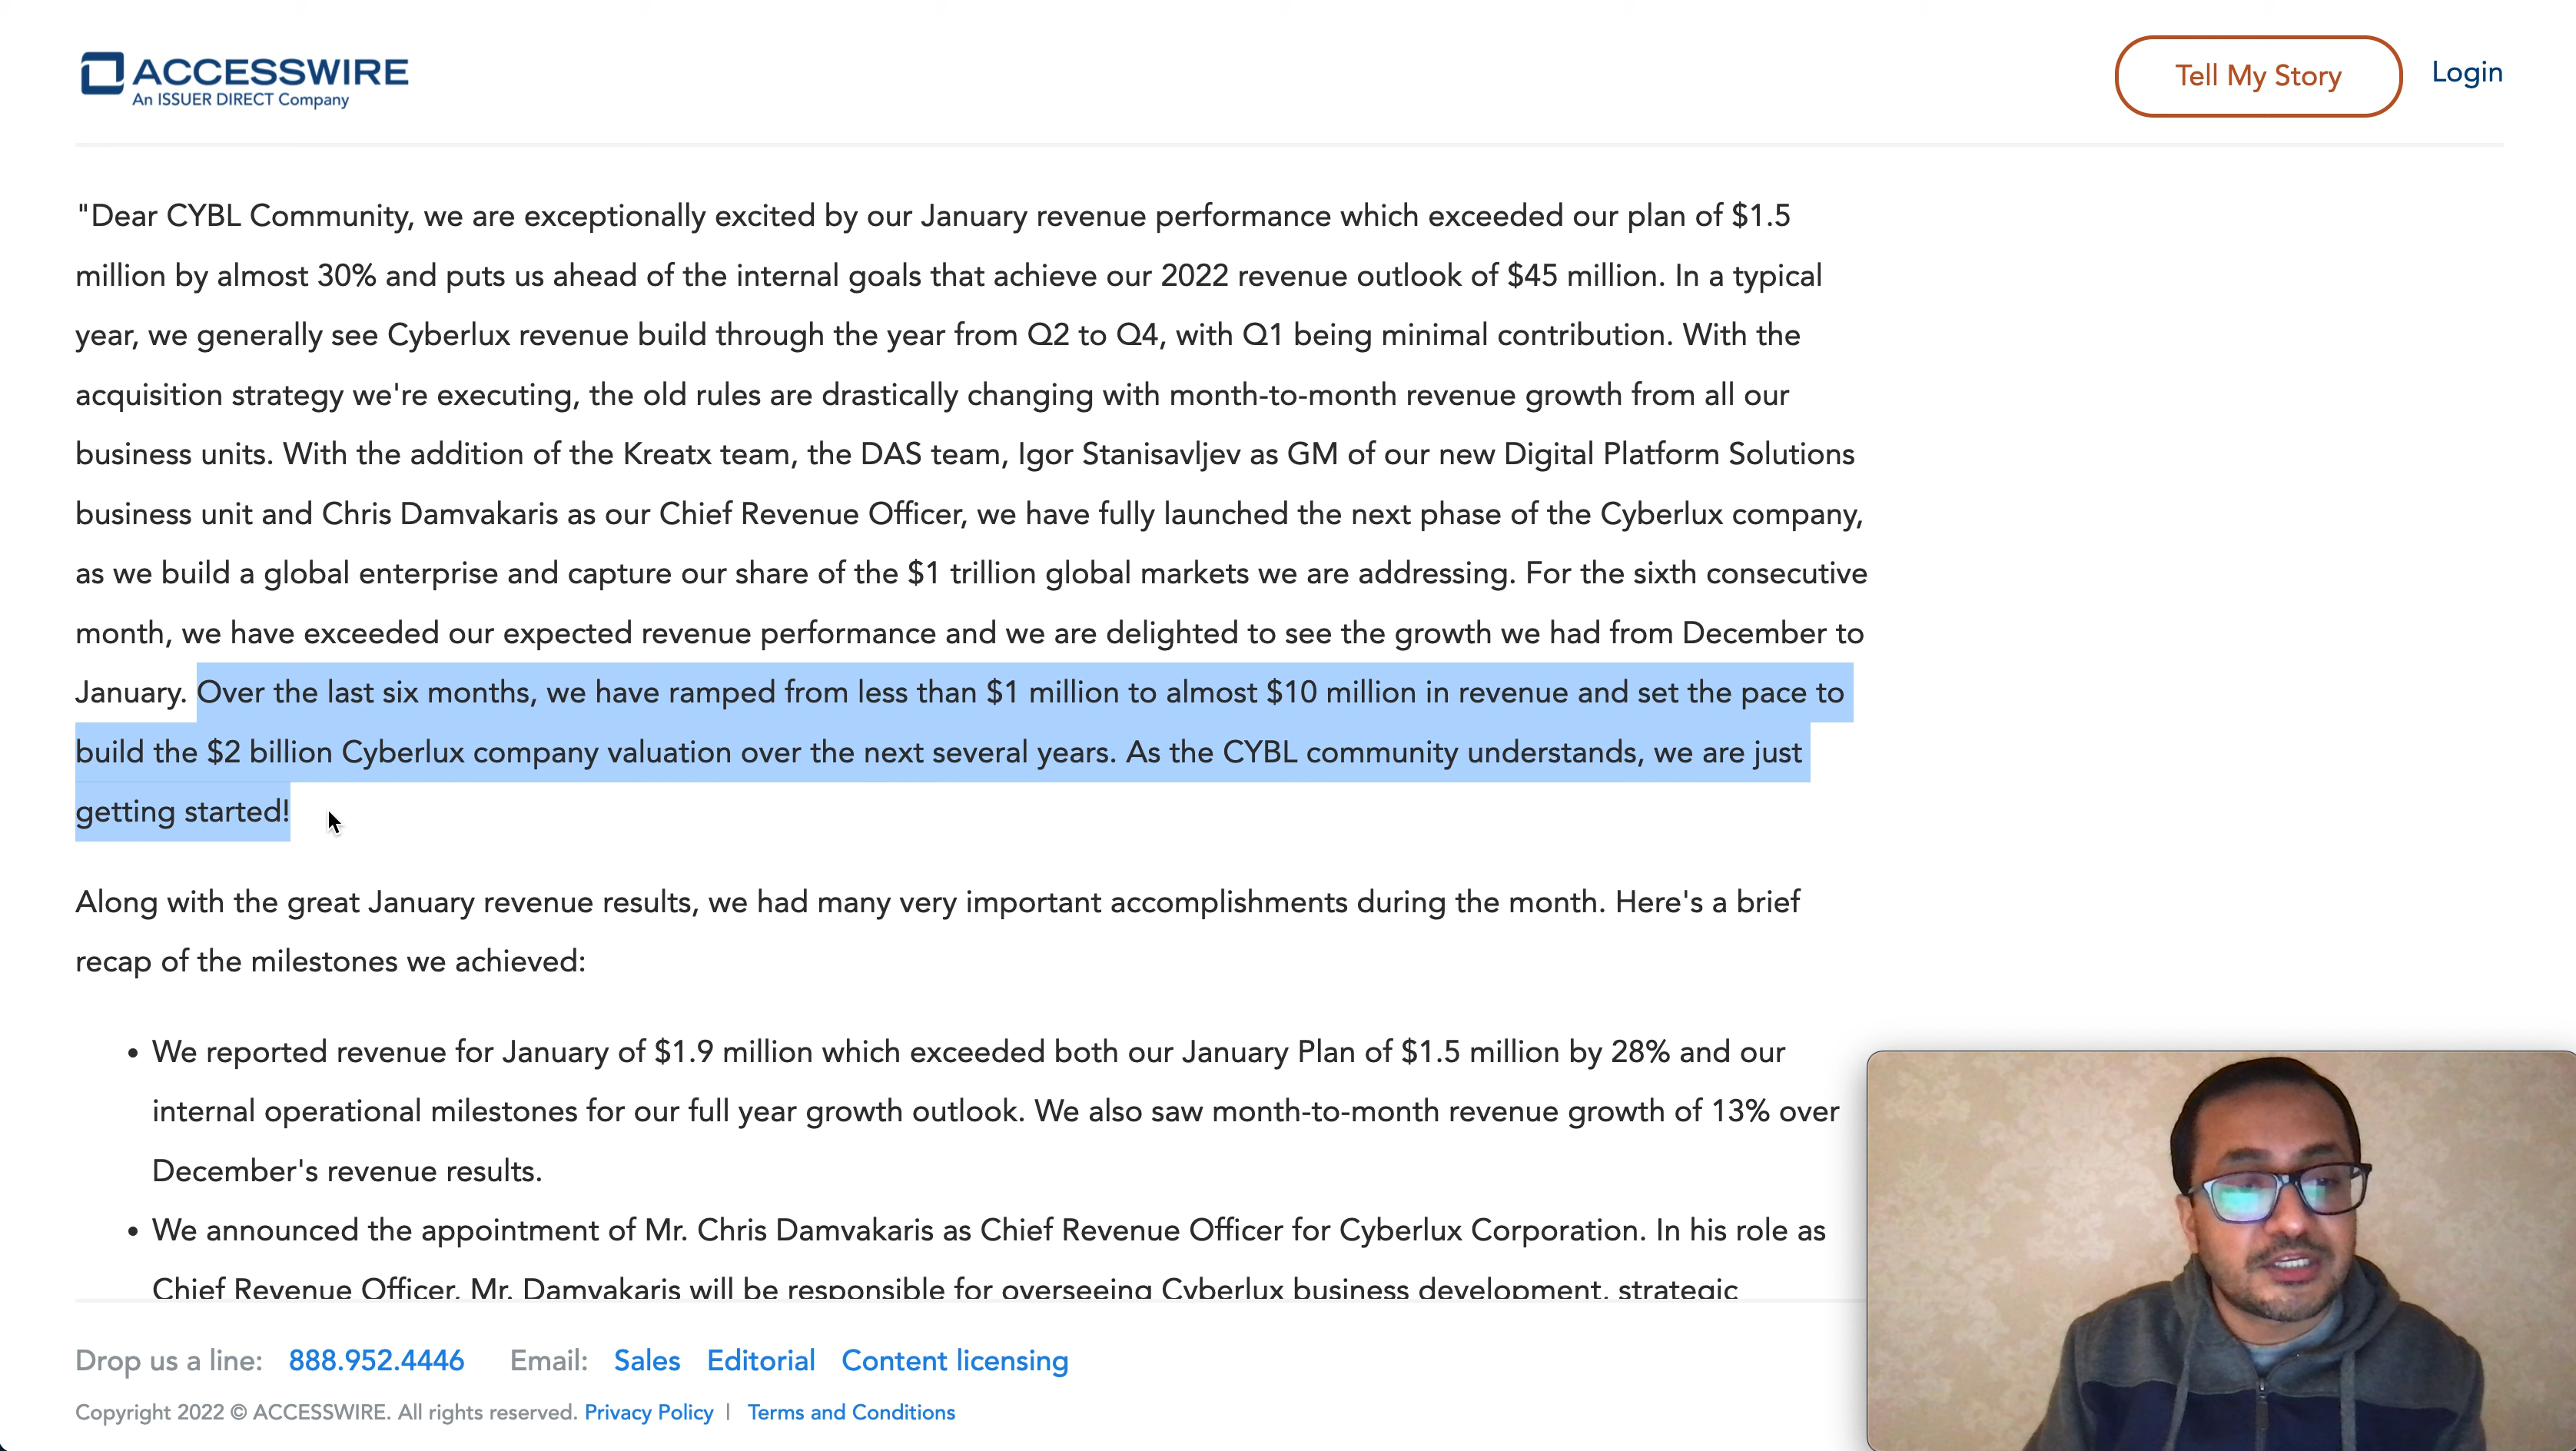 ACCESSWIRE
An ISSUER DIRECT Company
Tell My Story
Login
"Dear CYBL Community, we are exceptionally excited by our January revenue performance which exceeded our plan of $1.5
million by almost 30% and puts us ahead of the internal goals that achieve our 2022 revenue outlook of $45 million. In a typical
year, we generally see Cyberlux revenue build through the year from Q2 to Q4, with Q1 being minimal contribution. With the
acquisition strategy we're executing, the old rules are drastically changing with month-to-month revenue growth from all our
business units. With the addition of the Kreatx team, the DAS team, Igor Stanisavljev as GM of our new Digital Platform Solutions
business unit and Chris Damvakaris as our Chief Revenue Officer, we have fully launched the next phase of the Cyberlux company,
as we build a global enterprise and capture our share of the $1 trillion global markets we are addressing. For the sixth consecutive
month, we have exceeded our expected revenue performance and we are delighted to see the growth we had from December to
January. Over the last six months, we have ramped from less than $1 million to almost $10 million in revenue and set the pace to
build the $2 billion Cyberlux company valuation over the next several years. As the CYBL community understands, we are just
getting started!
Along with the great January revenue results, we had many very important accomplishments during the month. Here's a brief
recap of the milestones we achieved:
• We reported revenue for January of $1.9 million which exceeded both our January Plan of $1.5 million by 28% and our
internal operational milestones for our full year growth outlook. We also saw month-to-month revenue growth of 13% over
December's revenue results.
• We announced the appointment of Mr. Chris Damvakaris as Chief Revenue Officer for Cyberlux Corporation. In his role as
Chief Revenue Officer, Mr. Damvakaris will be responsible for overseeing Cyberlux business development, strategic
Drop us a line: 888.952.4446 Email: Sales Editorial Content licensing
Copyright 2022 © ACCESSWIRE. All rights reserved. Privacy Policy | Terms and Conditions